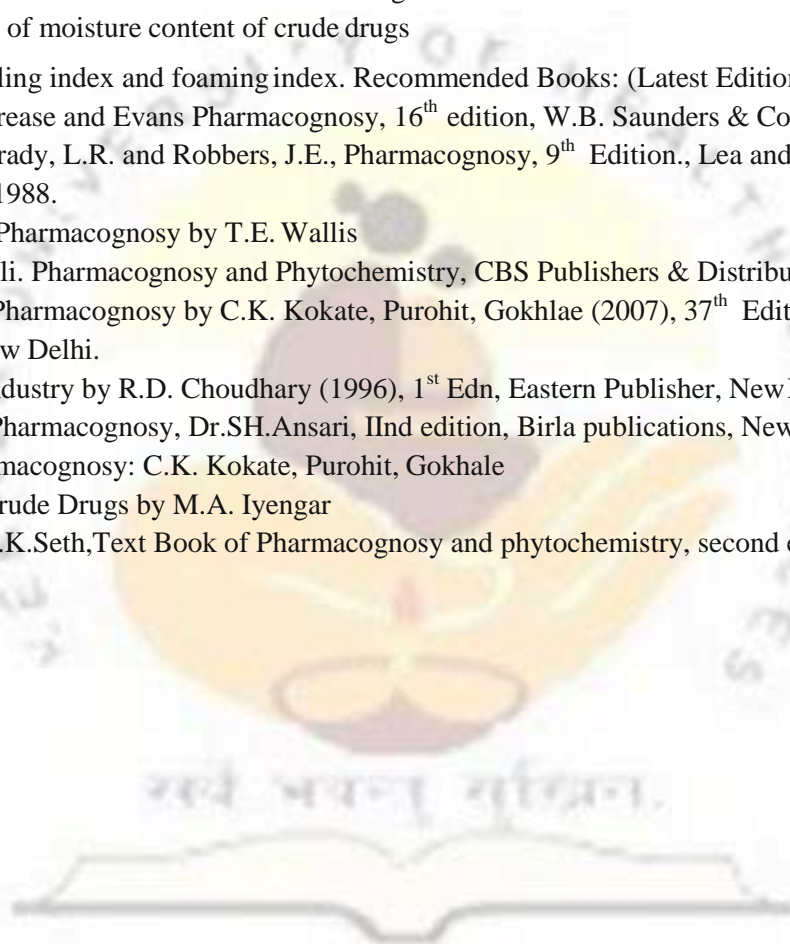 of moisture content of crude drugs
ling index and foaming index. Recommended Books: (Latest Edition
rease and Evans Pharmacognosy, 16th edition, W.B. Saunders & Co
rady, L.R. and Robbers, J.E., Pharmacognosy, 9th Edition., Lea and
1988.
Pharmacognosy by T.E. Wallis
li. Pharmacognosy and Phytochemistry, CBS Publishers & Distribu
Pharmacognosy by C.K. Kokate, Purohit, Gokhlae (2007), 37th Edit
w Delhi.
ndustry by R.D. Choudhary (1996), 1st Edn, Eastern Publisher, New
Pharmacognosy, Dr.SH.Ansari, IInd edition, Birla publications, New
macognosy: C.K. Kokate, Purohit, Gokhale
rude Drugs by M.A. Iyengar
.K.Seth,Text Book of Pharmacognosy and phytochemistry, second e
सर्वे भवन्तु सुखिन.